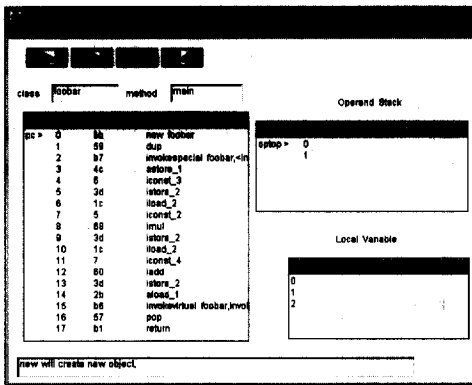 class foobar method main
Operand Stack
pc > 0 bb new foobar
1 59 dup
2 b7 invokespecial foobar,<in
3 4c astore_1
4 6 iconst_3
5 3d istore_2
6 1c iload_2
7 5 iconst_2
8 68 imul
9 3d istore_2
10 1c iload_2
11 7 iconst_4
12 60 iadd
13 3d istore_2
14 2b aload_1
15 b6 invokevirtual foobar,invol
16 57 pop
17 b1 return
optop > 0
1
Local Variable
0
1
2
new will create new object.